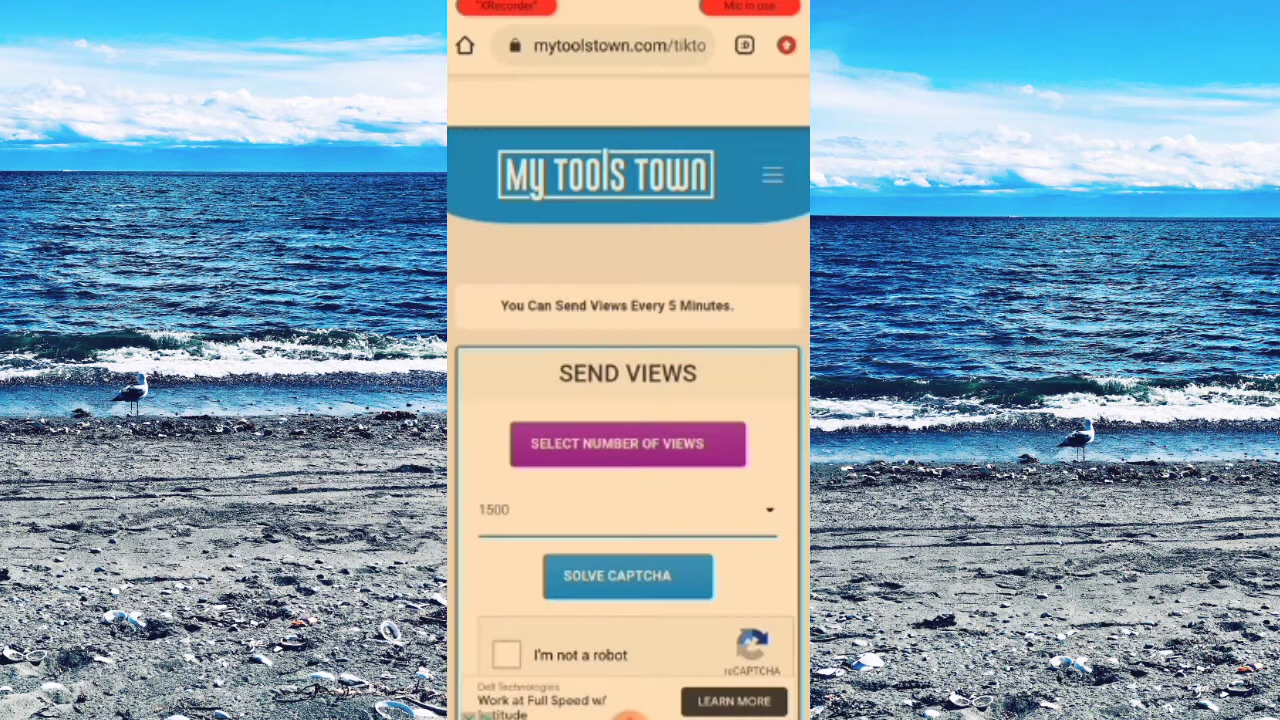 "XRecorder"
Mic in use
mytoolstown.com/tikto
:D
MY TOOLS TOWN
You Can Send Views Every 5 Minutes.
SEND VIEWS
SELECT NUMBER OF VIEWS
1500
SOLVE CAPTCHA
I'm not a robot
reCAPTCHA
Dell Technologies
Work at Full Speed w/
LEARN MORE